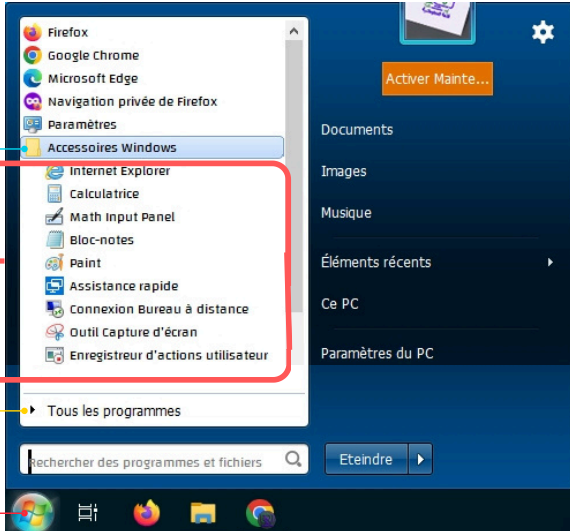 Firefox
Google Chrome
Microsoft Edge
Navigation privée de Firefox
Paramètres
Accessoires Windows
Internet Explorer
Calculatrice
Math Input Panel
Bloc-notes
Paint
Assistance rapide
Connexion Bureau à distance
Outil Capture d'écran
Enregistreur d'actions utilisateur
Tous les programmes
Rechercher des programmes et fichiers
Activer Mainte...
Documents
Images
Musique
Éléments récents
Ce PC
Paramètres du PC
Eteindre